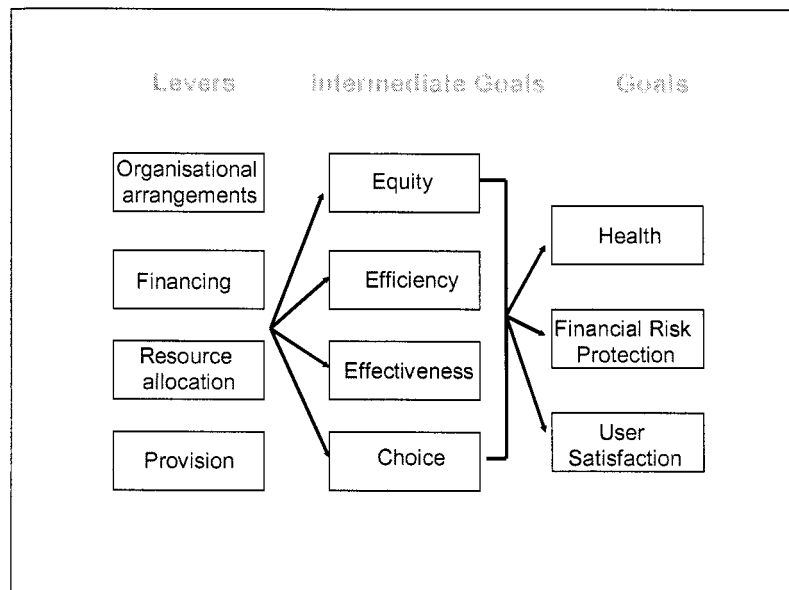 Levers
Intermediate Goals
Goals
Organisational
arrangements
Financing
Resource
allocation
Provision
Equity
Efficiency
Effectiveness
Choice
Health
Financial Risk
Protection
User
Satisfaction